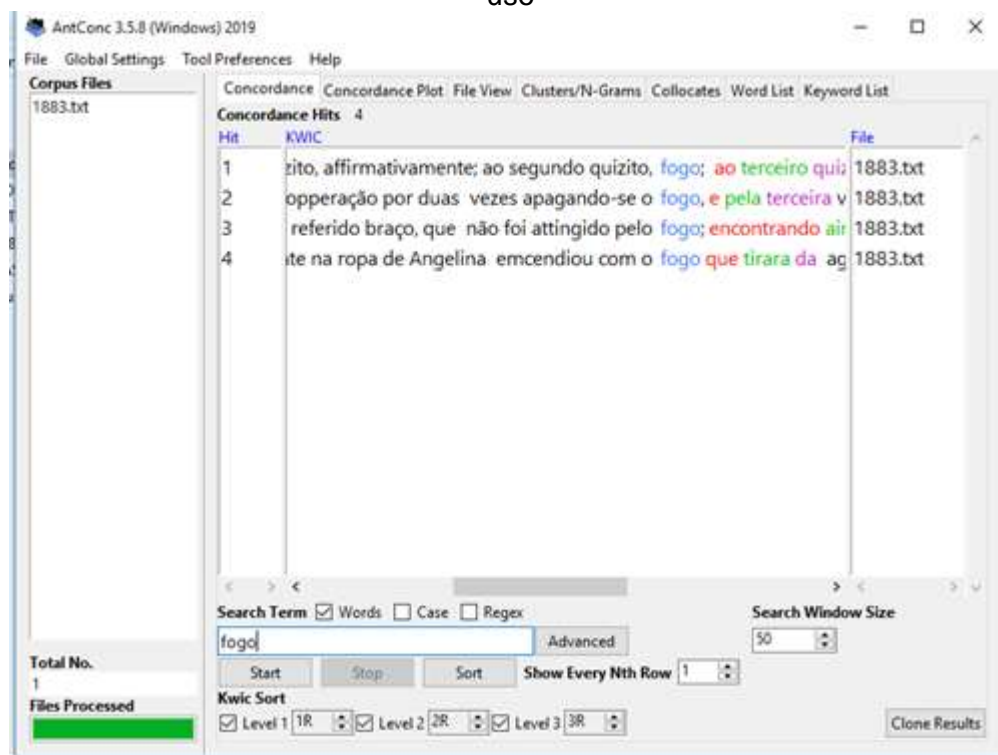 uso
AntConc 3.5.8 (Windows) 2019
File Global Settings Tool Preferences Help
Corpus Files
1883.txt
Concordance Concordance Plot File View Clusters/N-Grams Collocates Word List Keyword List
Concordance Hits 4
Hit KWIC File
1 zito, affirmativamente; ao segundo quizito, fogo; ao terceiro quiz 1883.txt
2 opperação por duas vezes apagando-se o fogo, e pela terceira v 1883.txt
3 referido braço, que não foi attingido pelo fogo; encontrando ain 1883.txt
4 te na ropa de Angelina emcendiou com o fogo que tirara da ag 1883.txt
Search Term Words Case Regex Search Window Size
fogo Advanced 50
Start Stop Sort Show Every Nth Row 1
Total No.
1
Files Processed
Kwic Sort
Level 1 1R Level 2 2R Level 3 3R Clone Results